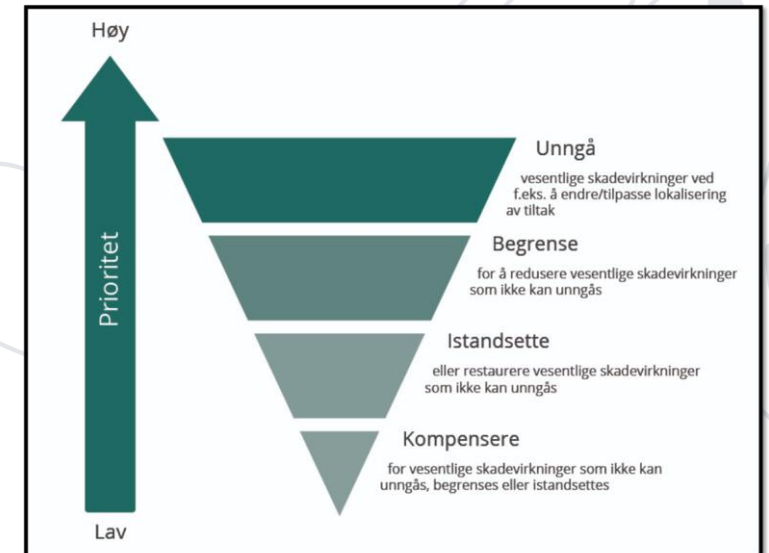 Høy
Prioritet
Lav
Unngå
vesentlige skadevirkninger ved
f.eks. å endre/tilpasse lokalisering
av tiltak
Begrense
for å redusere vesentlige skadevirkninger
som ikke kan unngås
Istandsette
eller restaurere vesentlige skadevirkninger
som ikke kan unngås
Kompensere
for vesentlige skadevirkninger som ikke kan
unngås, begrenses eller istandsettes